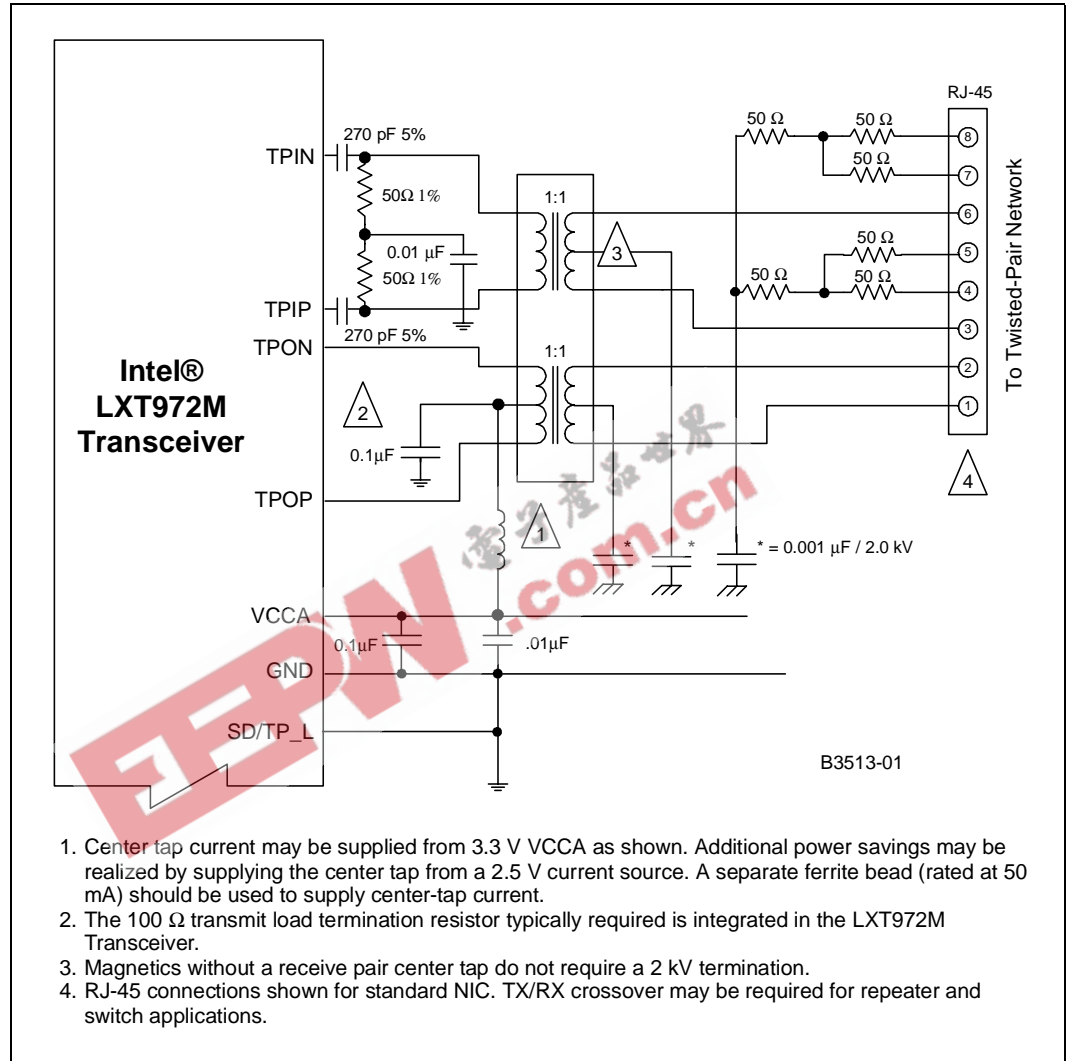 RJ-45
50 Ω
50 Ω
8
270 pF 5%
TPIN
50 Ω
7
50Ω 1%
1:1
6
0.01 µF
3
50 Ω
5
50Ω 1%
50 Ω
50 Ω
4
TPIP
3
270 pF 5%
TPON
1:1
2
To Twisted-Pair Network
Intel®
LXT972M
Transceiver
2
1
0.1µF
4
TPOP
1
*
*
* = 0.001 µF / 2.0 kV
電子產品世界
EEPW.com.cn
VCCA
0.1µF
.01µF
GND
SD/TP_L
B3513-01
1. Center tap current may be supplied from 3.3 V VCCA as shown. Additional power savings may be
realized by supplying the center tap from a 2.5 V current source. A separate ferrite bead (rated at 50
mA) should be used to supply center-tap current.
2. The 100 Ω transmit load termination resistor typically required is integrated in the LXT972M
Transceiver.
3. Magnetics without a receive pair center tap do not require a 2 kV termination.
4. RJ-45 connections shown for standard NIC. TX/RX crossover may be required for repeater and
switch applications.